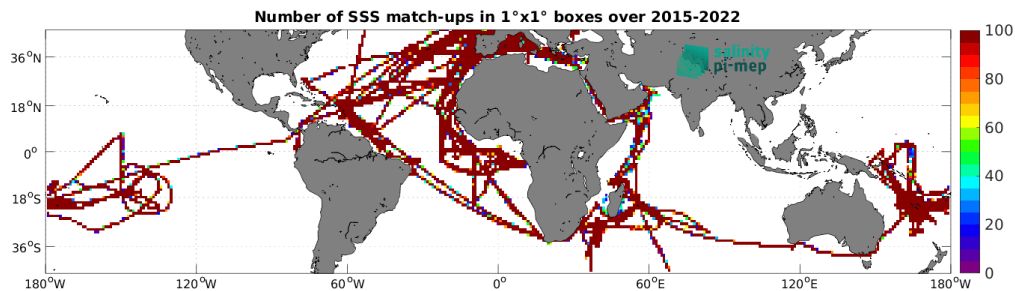 Number of SSS match-ups in 1°x1° boxes over 2015-2022
36°N
18°N
0°
18°S
36°S
180°W
120°W
60°W
0°
60°E
120°E
180°W
salinity
pi-mep
100
80
60
40
20
0